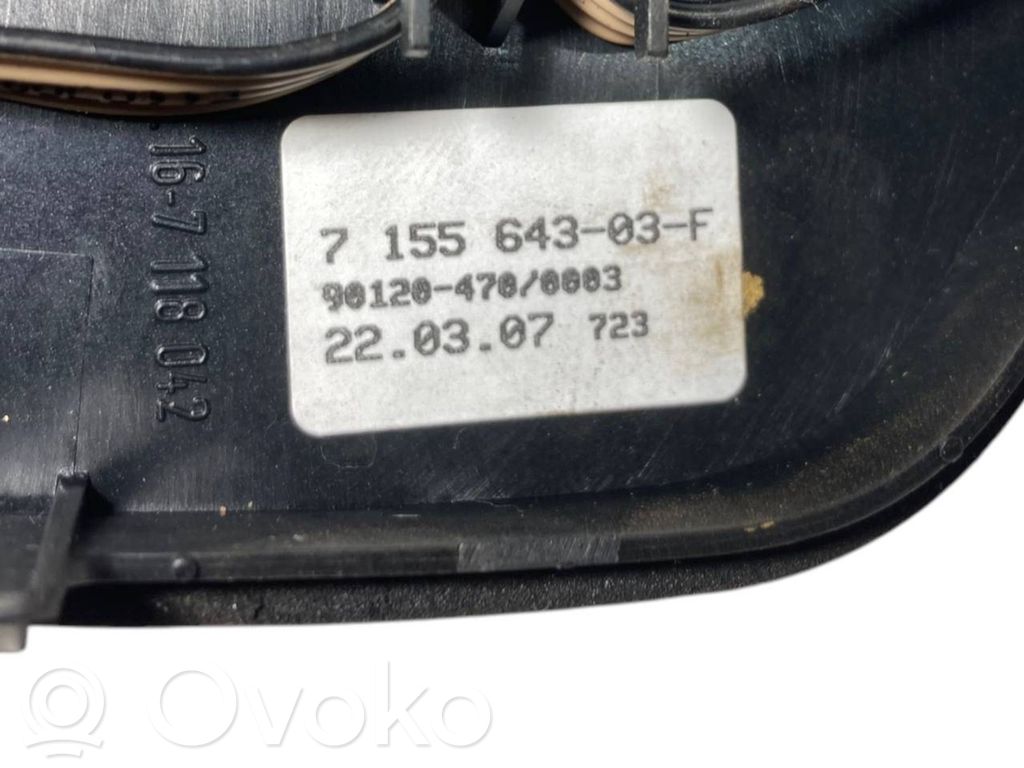 7 155 643-03-F
90120-470/0003
22.03.07 723
16-7 118 042
Ovoko